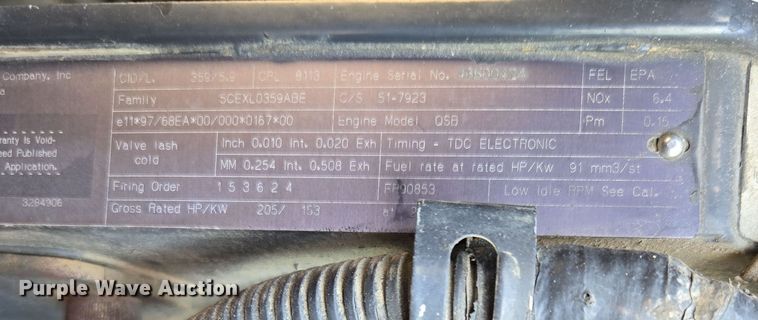 Company, Inc
CID/L. 359/5.9 CPL 8113 Engine Serial No. FEL EPA
Family 5CEXL0359ABE C/S 51-7923 NOx 6.4
e11*97/68EA*00/000*0167*00 Engine Model QSB Pm 0.15
ranty Is Void-
eed Published
Application.
Valve lash cold Inch 0.010 Int. 0.020 Exh Timing - TDC ELECTRONIC
MM 0.254 Int. 0.508 Exh Fuel rate at rated HP/Kw 91 mm3/st
Firing Order 1 5 3 6 2 4 FR90853 Low Idle RPM See Cal.
3284906
Gross Rated HP/KW 205/ 153 at
Purple Wave Auction